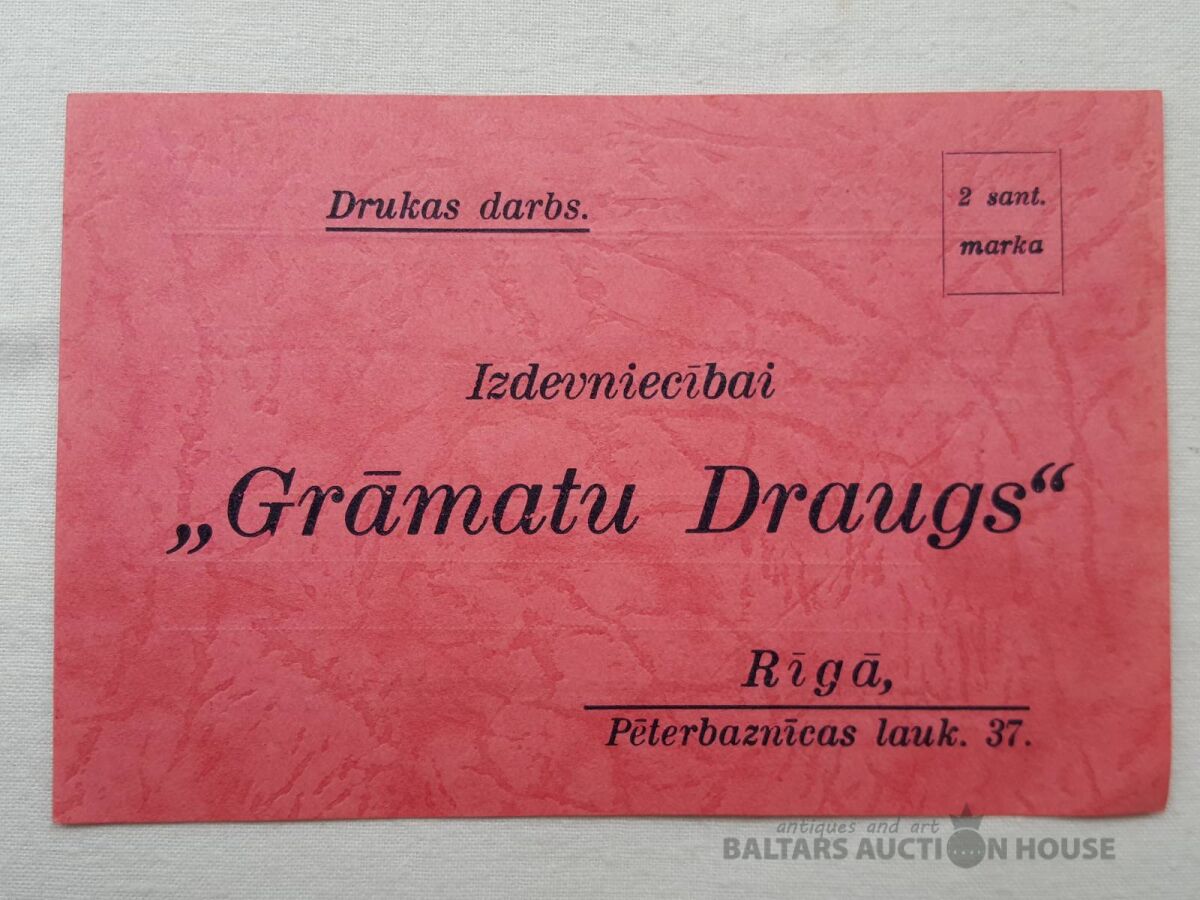 Drukas darbs.
2 sant.
marka
Izdevniecībai
„Grāmatu Draugs“
Rīgā,
Pēterbaznīcas lauk. 37.
antiques and art
BALTARS AUCTION HOUSE